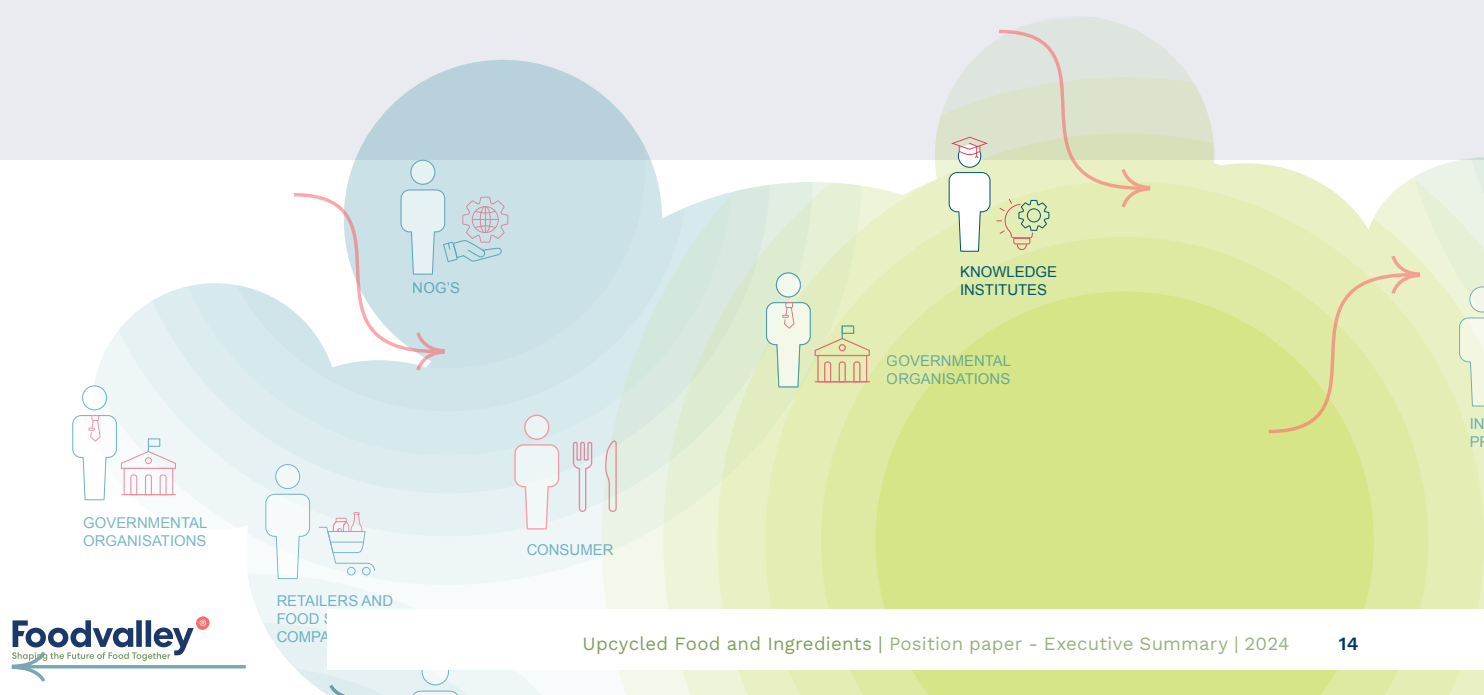 KNOWLEDGE
INSTITUTES
NOG'S
GOVERNMENTAL
ORGANISATIONS
GOVERNMENTAL
ORGANISATIONS
CONSUMER
RETAILERS AND
FOOD
Foodvalley
Shaping the Future of Food Together
Upcycled Food and Ingredients | Position paper - Executive Summary | 2024 14